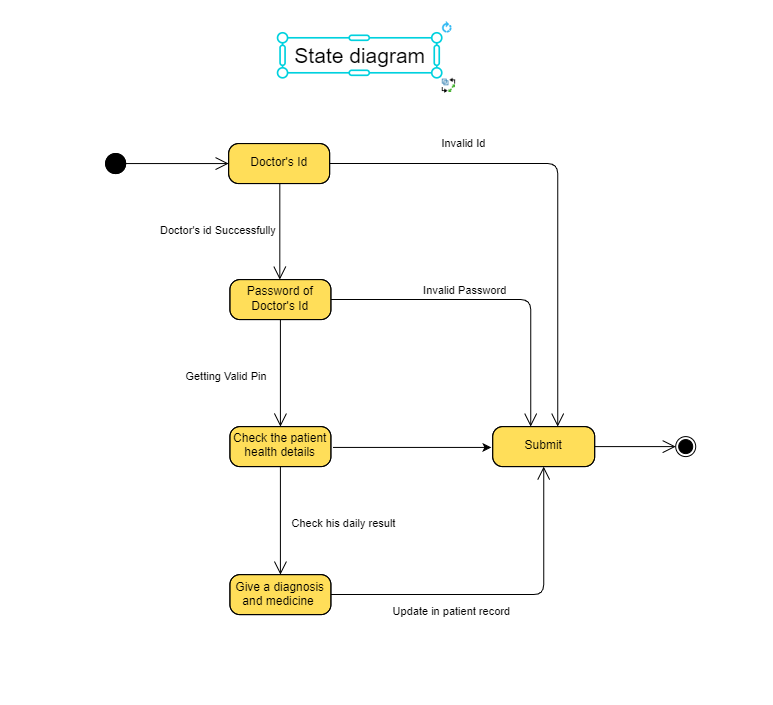 State diagram
Invalid Id
Doctor's Id
Doctor's id Successfully
Password of
Doctor's Id
Invalid Password
Getting Valid Pin
Check the patient
health details
Submit
Check his daily result
Give a diagnosis
and medicine
Update in patient record